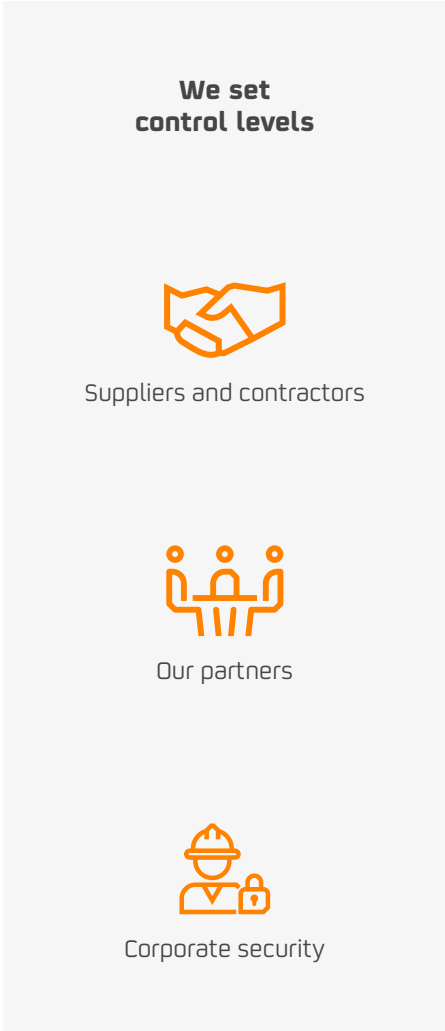 We set
control levels
Suppliers and contractors
Our partners
Corporate security